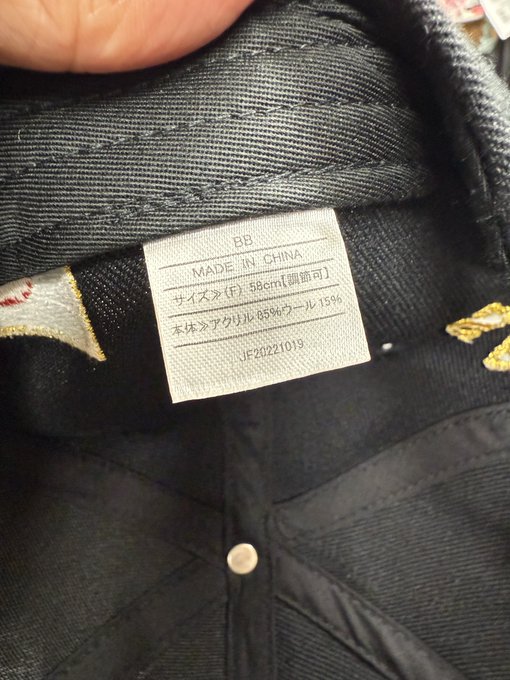 BB
MADE IN CHINA
サイズ≫(F) 58cm【調節可】
本体≫アクリル 85%ウール 15%
JF20221019